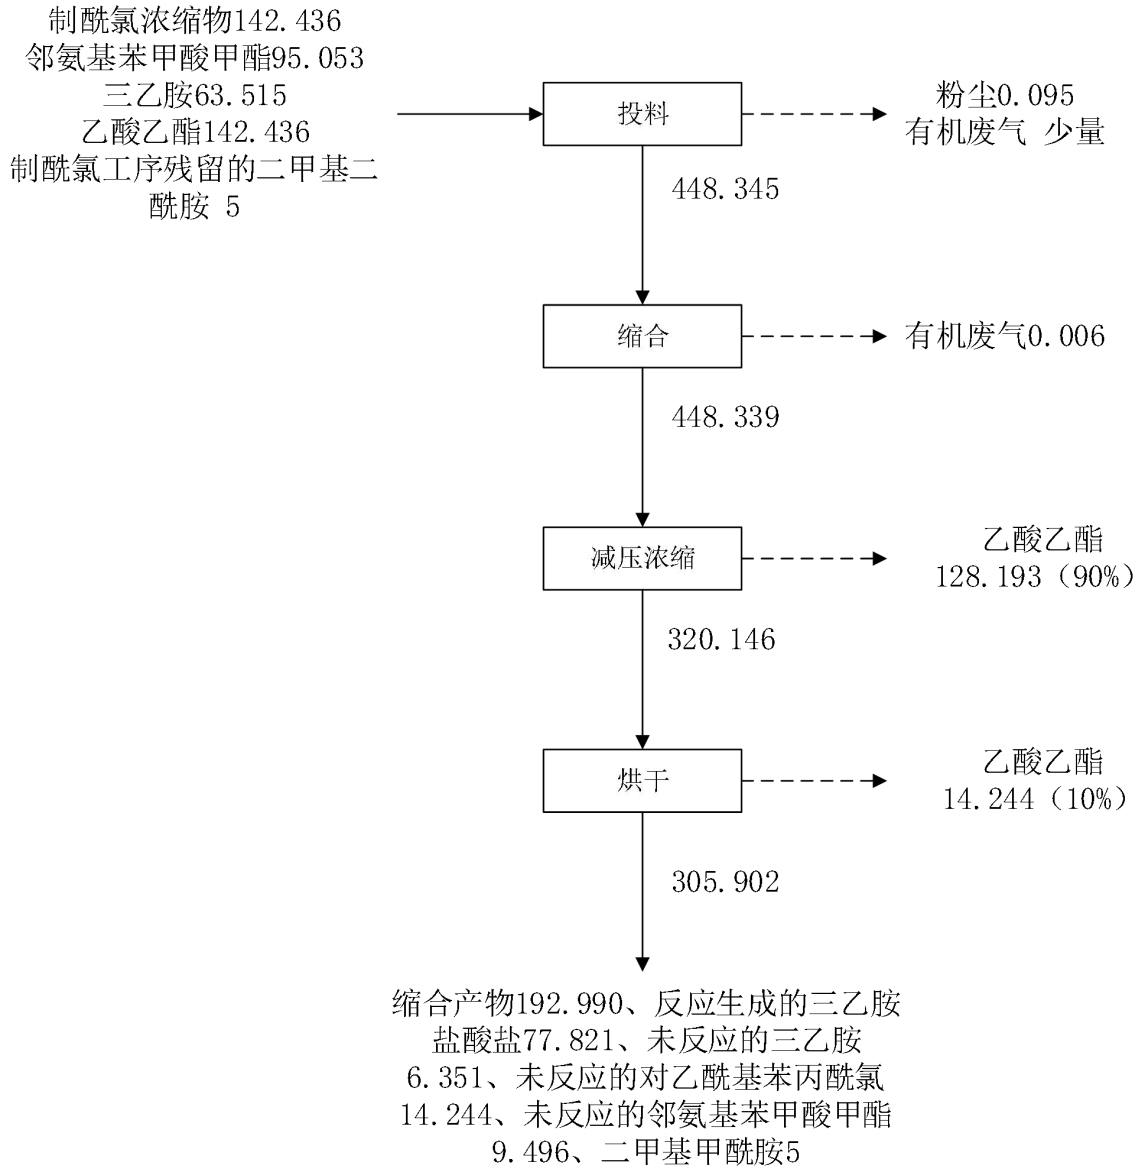 制酰氯浓缩物142.436
邻氨基苯甲酸甲酯95.053
三乙胺63.515
乙酸乙酯142.436
制酰氯工序残留的二甲基二
酰胺 5
投料
粉尘0.095
有机废气 少量
448.345
缩合
有机废气0.006
448.339
减压浓缩
乙酸乙酯
128.193（90%）
320.146
烘干
乙酸乙酯
14.244（10%）
305.902
缩合产物192.990、反应生成的三乙胺
盐酸盐77.821、未反应的三乙胺
6.351、未反应的对乙酰基苯丙酰氯
14.244、未反应的邻氨基苯甲酸甲酯
9.496、二甲基甲酰胺5